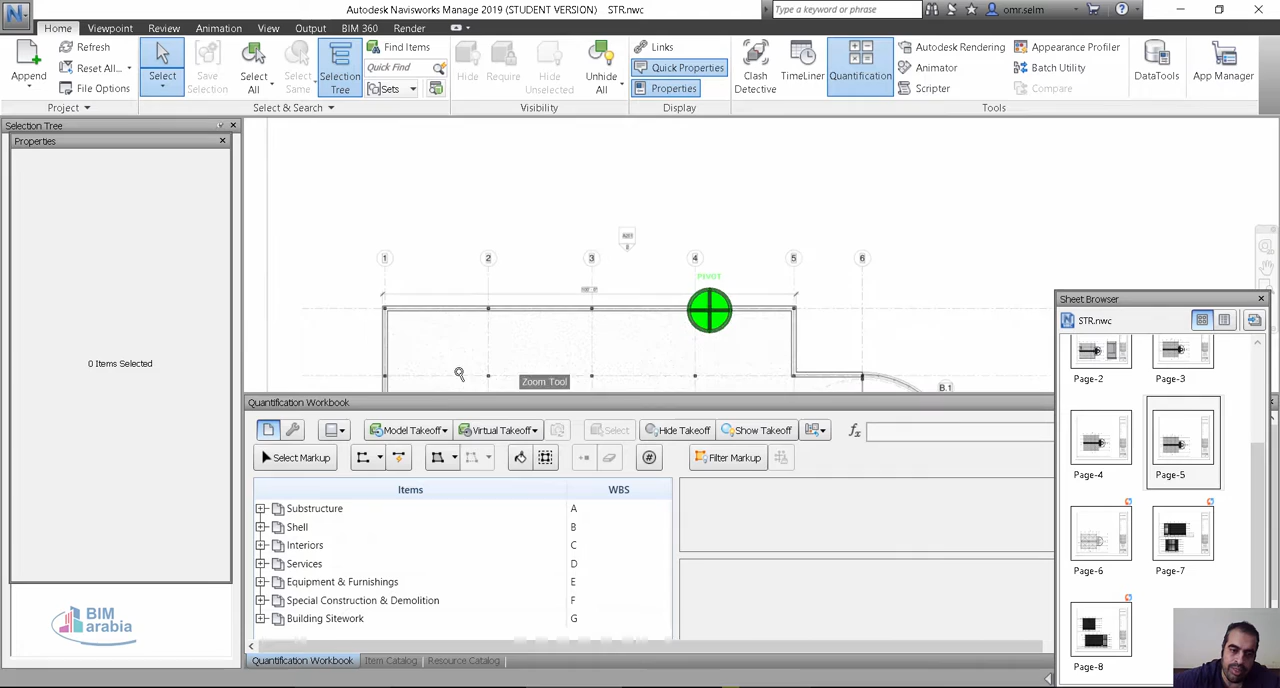 Autodesk Navisworks Manage 2019 (STUDENT VERSION) STR.nwc
Type a keyword or phrase
omr.selm...
Home Viewpoint Review Animation View Output BIM 360 Render
Append
Refresh
Reset All...
File Options
Project
Select
Save Selection
Select All
Select Same
Selection Tree
Find Items
Quick Find
Sets
Select & Search
Hide
Require
Hide Unselected
Unhide All
Visibility
Links
Quick Properties
Properties
Display
Clash Detective
TimeLiner
Quantification
Autodesk Rendering
Animator
Scripter
Appearance Profiler
Batch Utility
Compare
Tools
DataTools
App Manager
Selection Tree
Properties
0 Items Selected
1 2 3 4 5 6
PIVOT
B.1
Zoom Tool
BIM
arabia
Quantification Workbook
Model Takeoff
Virtual Takeoff
Select
Hide Takeoff
Show Takeoff
fx
Select Markup
Filter Markup
Items WBS
Substructure A
Shell B
Interiors C
Services D
Equipment & Furnishings E
Special Construction & Demolition F
Building Sitework G
Quantification Workbook Item Catalog Resource Catalog
Sheet Browser
STR.nwc
Page-2 Page-3
Page-4 Page-5
Page-6 Page-7
Page-8